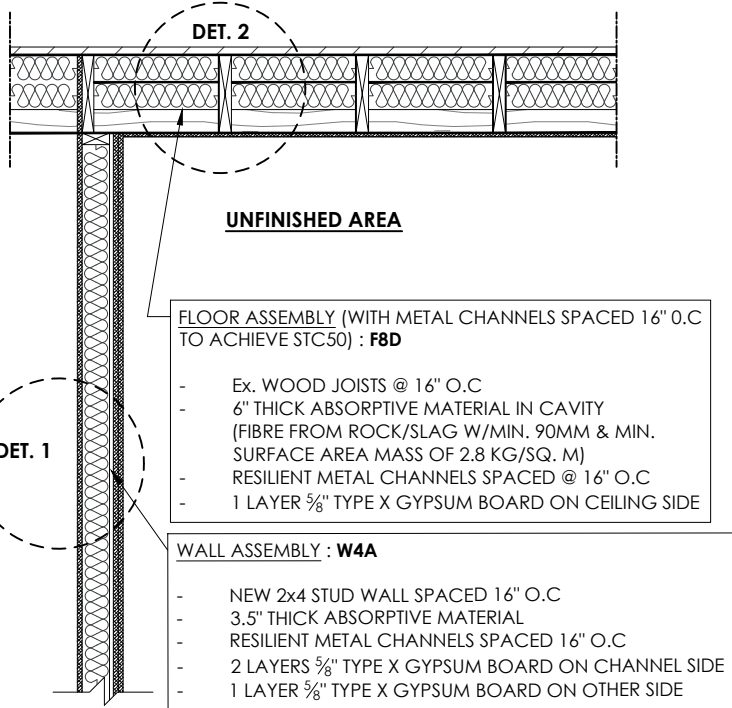 DET. 2
UNFINISHED AREA
FLOOR ASSEMBLY (WITH METAL CHANNELS SPACED 16" 0.C
TO ACHIEVE STC50) : F8D
- Ex. WOOD JOISTS @ 16" O.C
- 6" THICK ABSORPTIVE MATERIAL IN CAVITY
(FIBRE FROM ROCK/SLAG W/MIN. 90MM & MIN.
SURFACE AREA MASS OF 2.8 KG/SQ. M)
- RESILIENT METAL CHANNELS SPACED @ 16" O.C
- 1 LAYER ⅝" TYPE X GYPSUM BOARD ON CEILING SIDE
DET. 1
WALL ASSEMBLY : W4A
- NEW 2x4 STUD WALL SPACED 16" O.C
- 3.5" THICK ABSORPTIVE MATERIAL
- RESILIENT METAL CHANNELS SPACED 16" O.C
- 2 LAYERS ⅝" TYPE X GYPSUM BOARD ON CHANNEL SIDE
- 1 LAYER ⅝" TYPE X GYPSUM BOARD ON OTHER SIDE